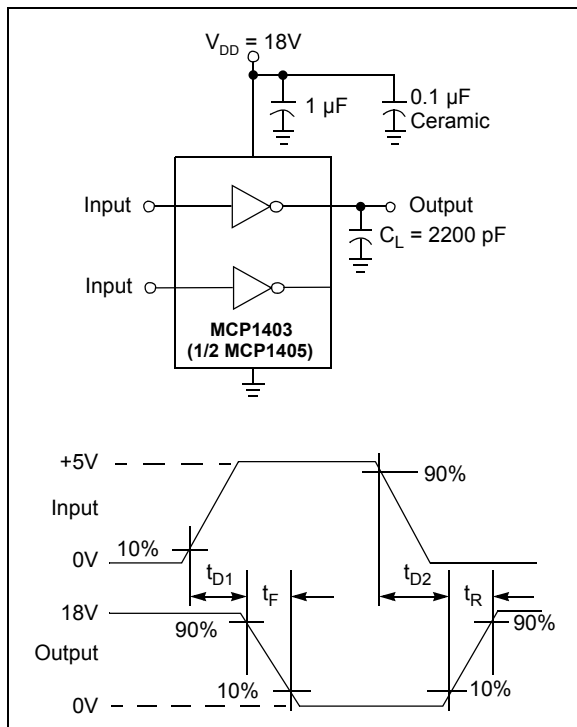 V_DD = 18V
1 µF
0.1 µF
Ceramic
Input
Output
C_L = 2200 pF
Input
MCP1403
(1/2 MCP1405)
+5V
Input
90%
10%
0V
t_D1
t_F
t_D2
t_R
18V
90%
90%
Output
10%
10%
0V